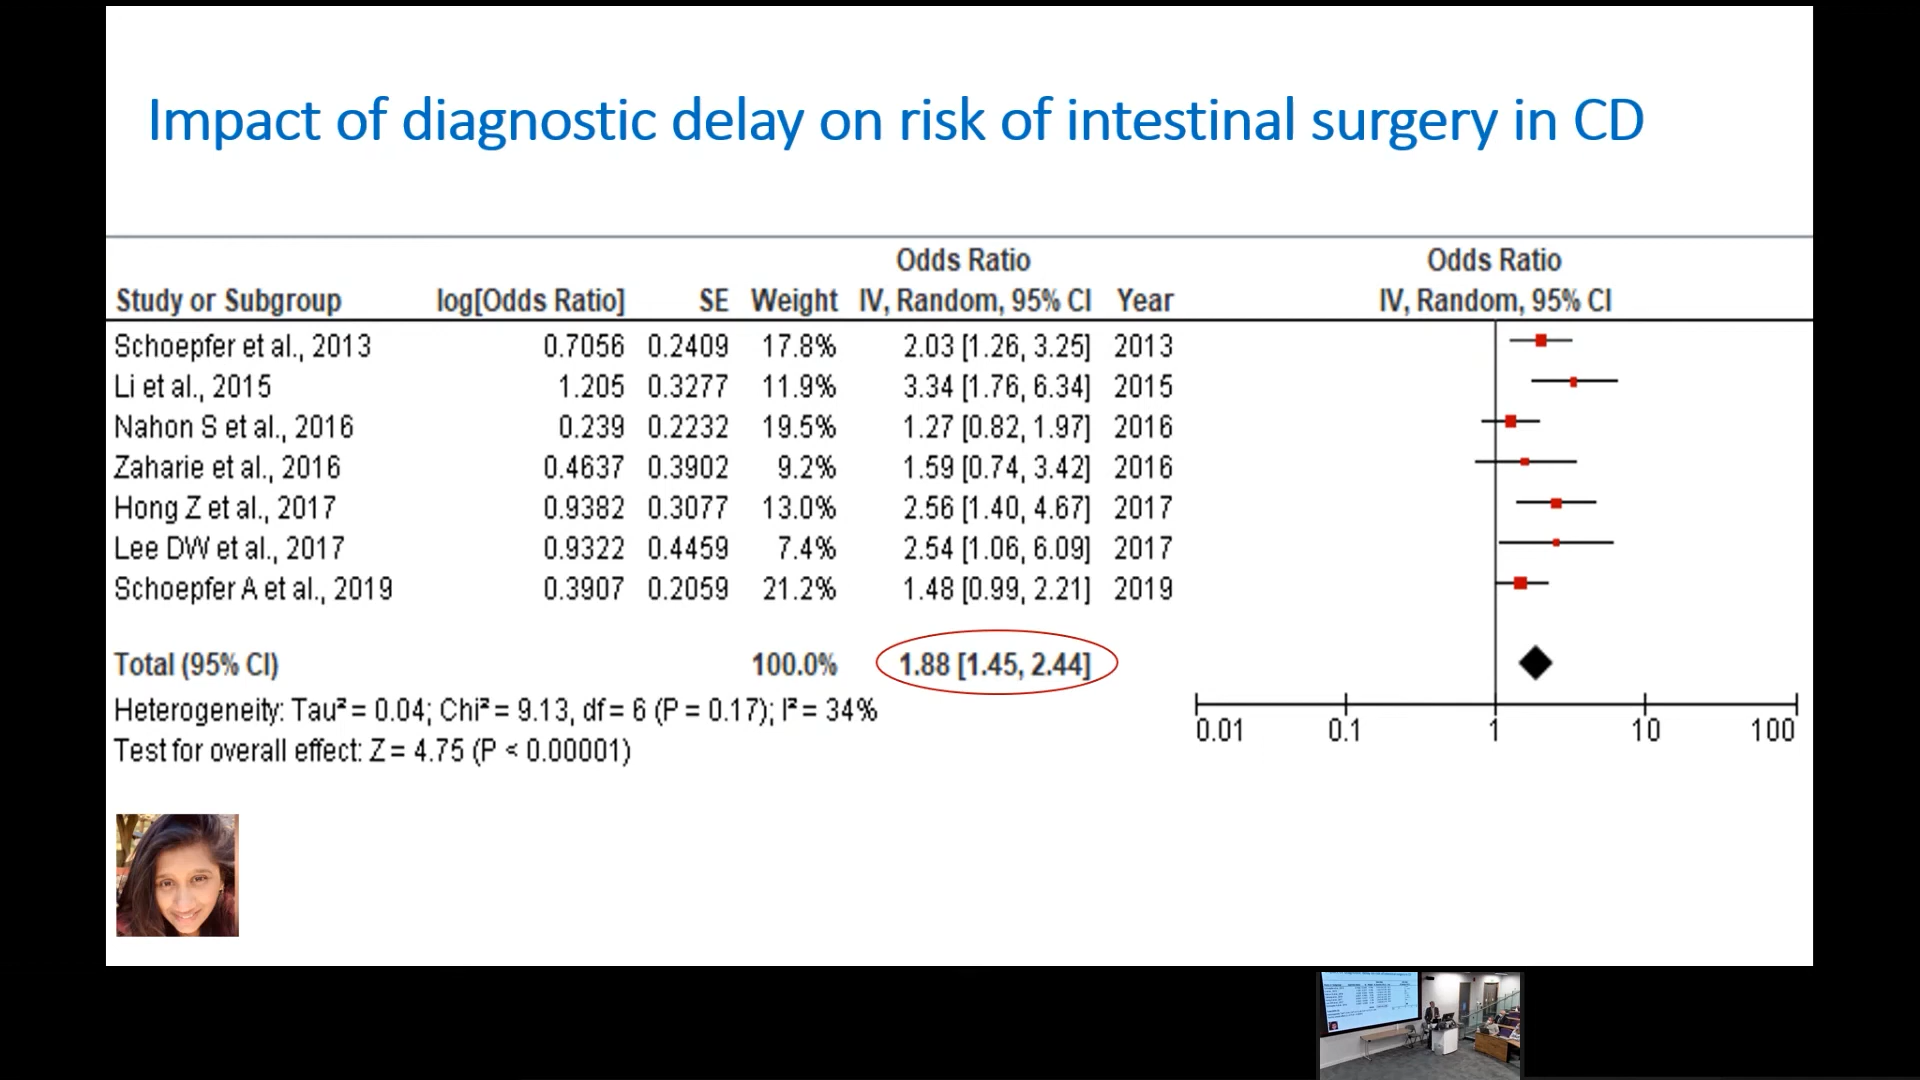 Impact of diagnostic delay on risk of intestinal surgery in CD
Odds Ratio Odds Ratio
Study or Subgroup log[Odds Ratio] SE Weight IV, Random, 95% CI Year IV, Random, 95% CI
Schoepfer et al., 2013 0.7056 0.2409 17.8% 2.03 [1.26, 3.25] 2013
Li et al., 2015 1.205 0.3277 11.9% 3.34 [1.76, 6.34] 2015
Nahon S et al., 2016 0.239 0.2232 19.5% 1.27 [0.82, 1.97] 2016
Zaharie et al., 2016 0.4637 0.3902 9.2% 1.59 [0.74, 3.42] 2016
Hong Z et al., 2017 0.9382 0.3077 13.0% 2.56 [1.40, 4.67] 2017
Lee DW et al., 2017 0.9322 0.4459 7.4% 2.54 [1.06, 6.09] 2017
Schoepfer A et al., 2019 0.3907 0.2059 21.2% 1.48 [0.99, 2.21] 2019
Total (95% CI) 100.0% 1.88 [1.45, 2.44]
Heterogeneity: Tau² = 0.04; Chi² = 9.13, df = 6 (P = 0.17); I² = 34%
0.01 0.1 1 10 100
Test for overall effect: Z = 4.75 (P < 0.00001)